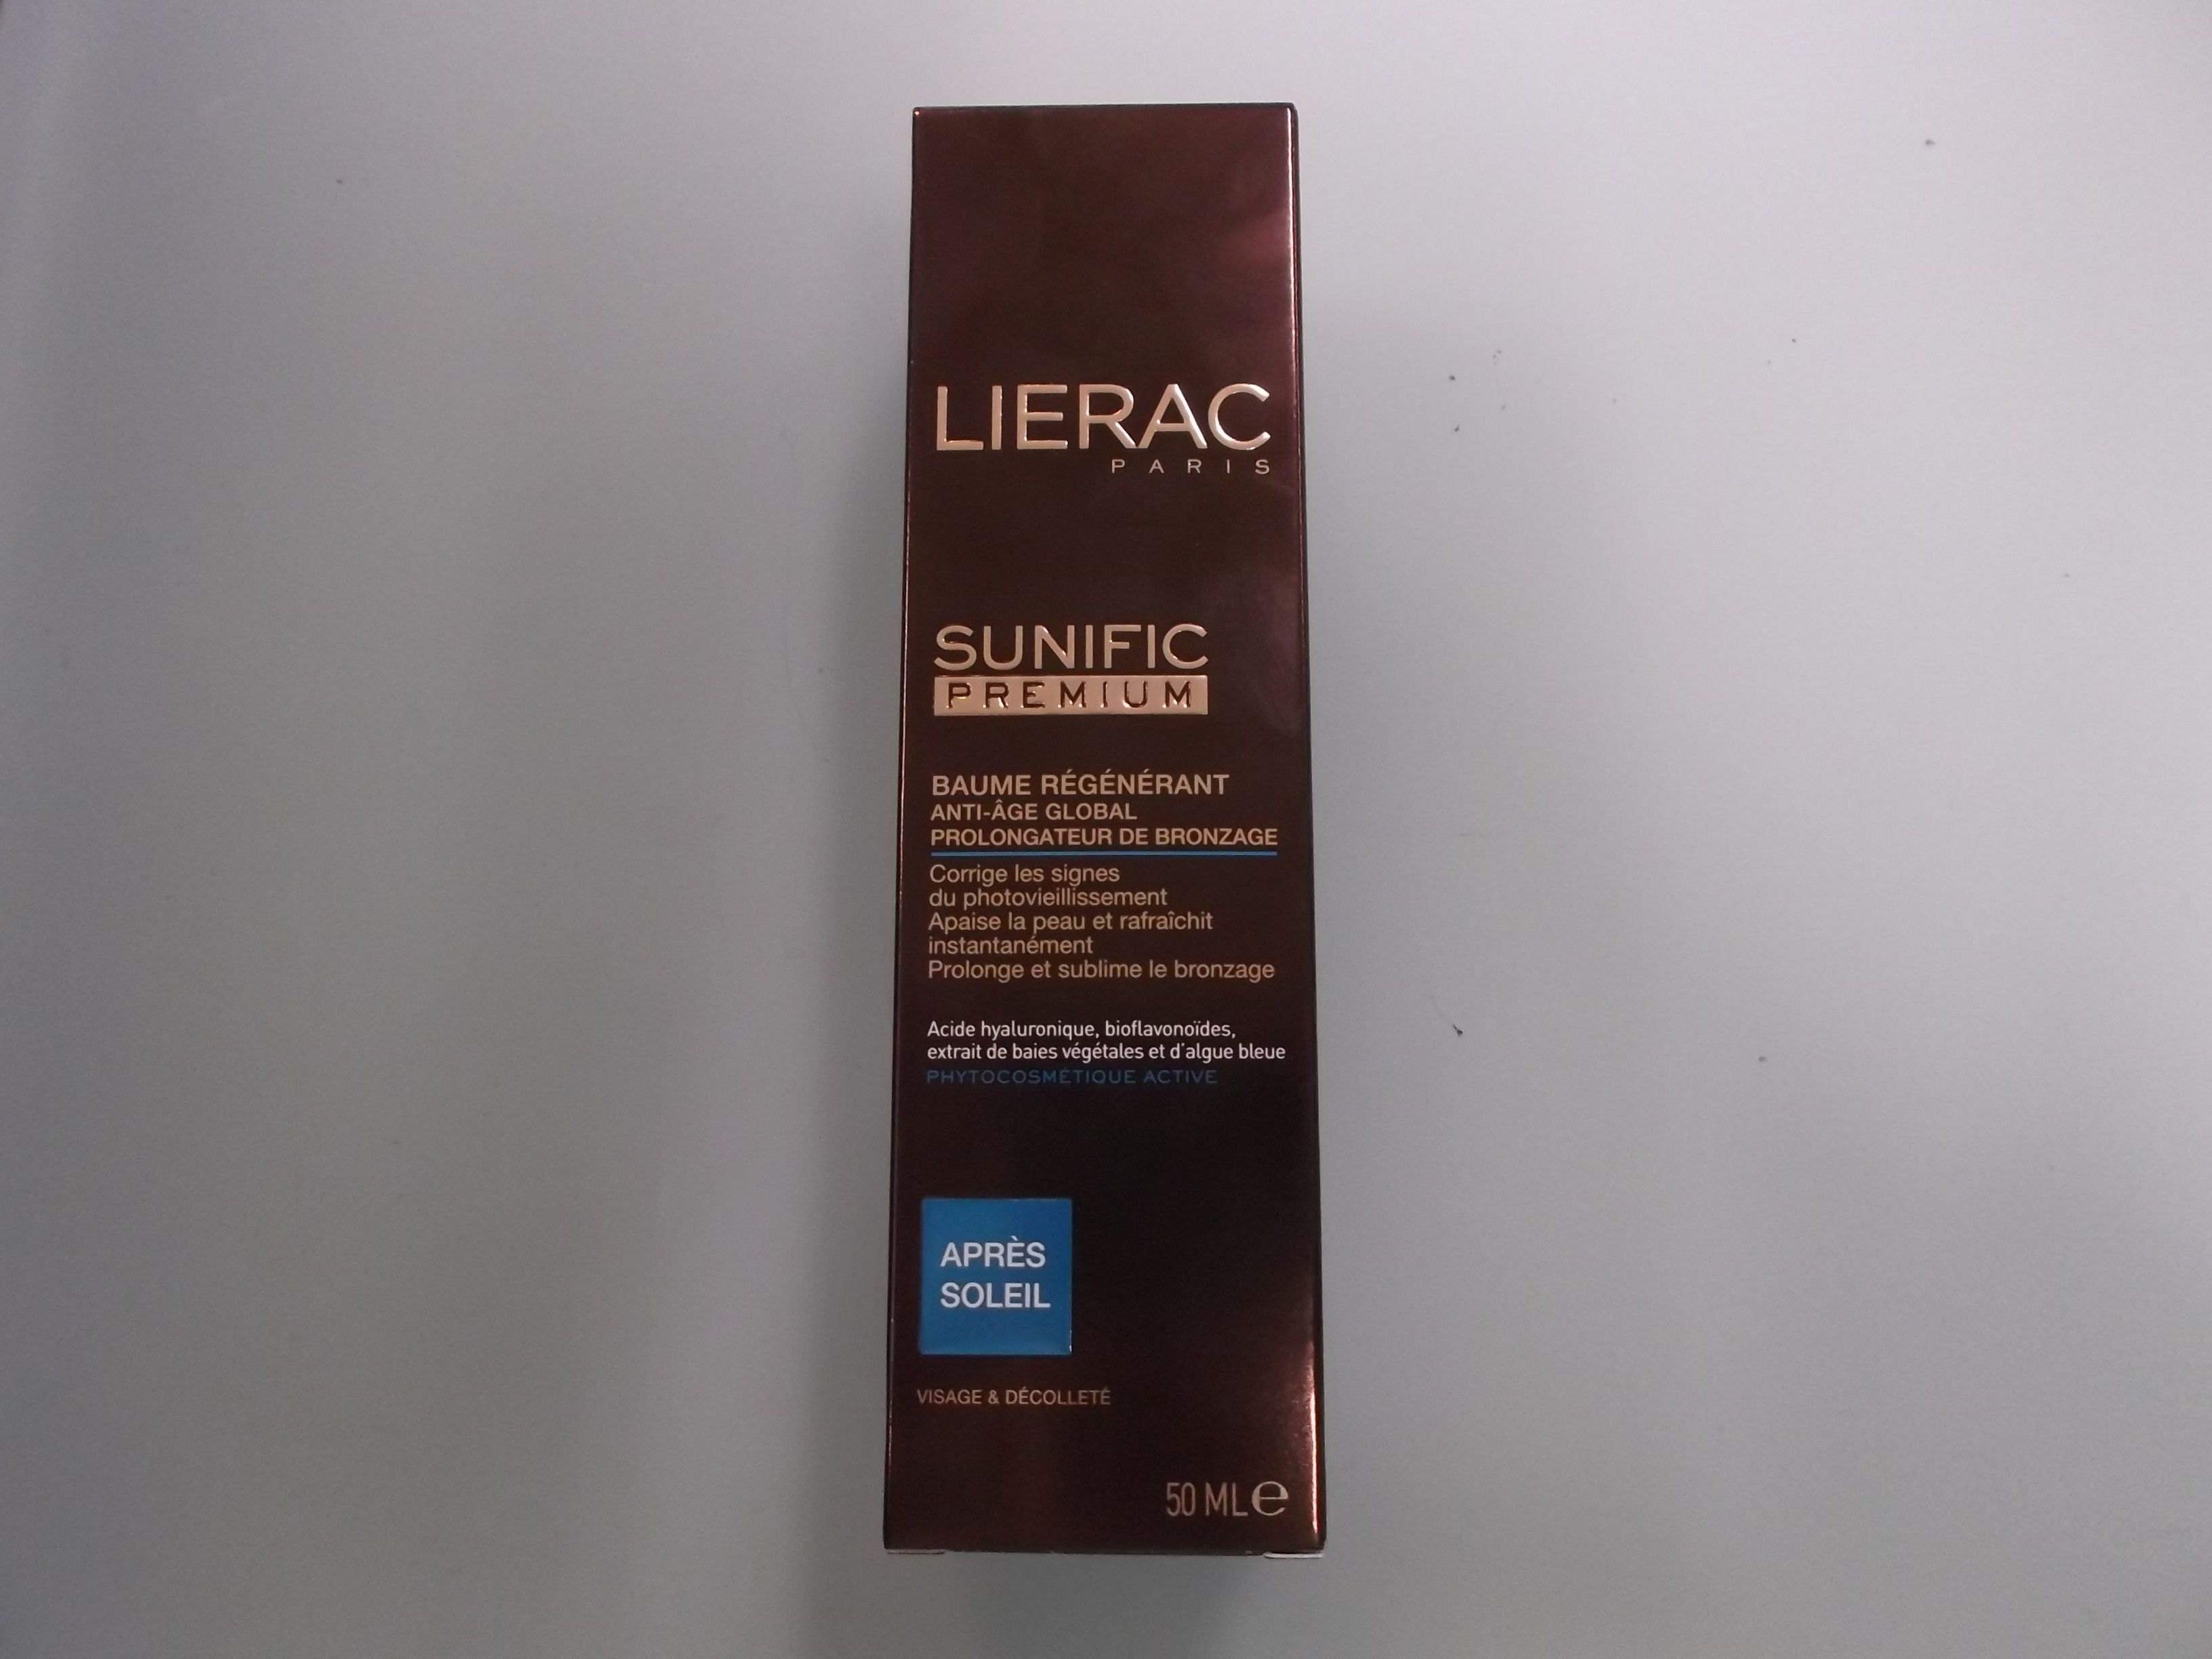 LIERAC
PARIS
SUNIFIC
PREMIUM
BAUME RÉGÉNÉRANT
ANTI-ÂGE GLOBAL
PROLONGATEUR DE BRONZAGE
Corrige les signes
du photovieillissement
Apaise la peau et rafraîchit
instantanément
Prolonge et sublime le bronzage
Acide hyaluronique, bioflavonoïdes,
extrait de baies végétales et d'algue bleue
PHYTOCOSMÉTIQUE ACTIVE
APRÈS
SOLEIL
VISAGE & DÉCOLLETÉ
50 ML e